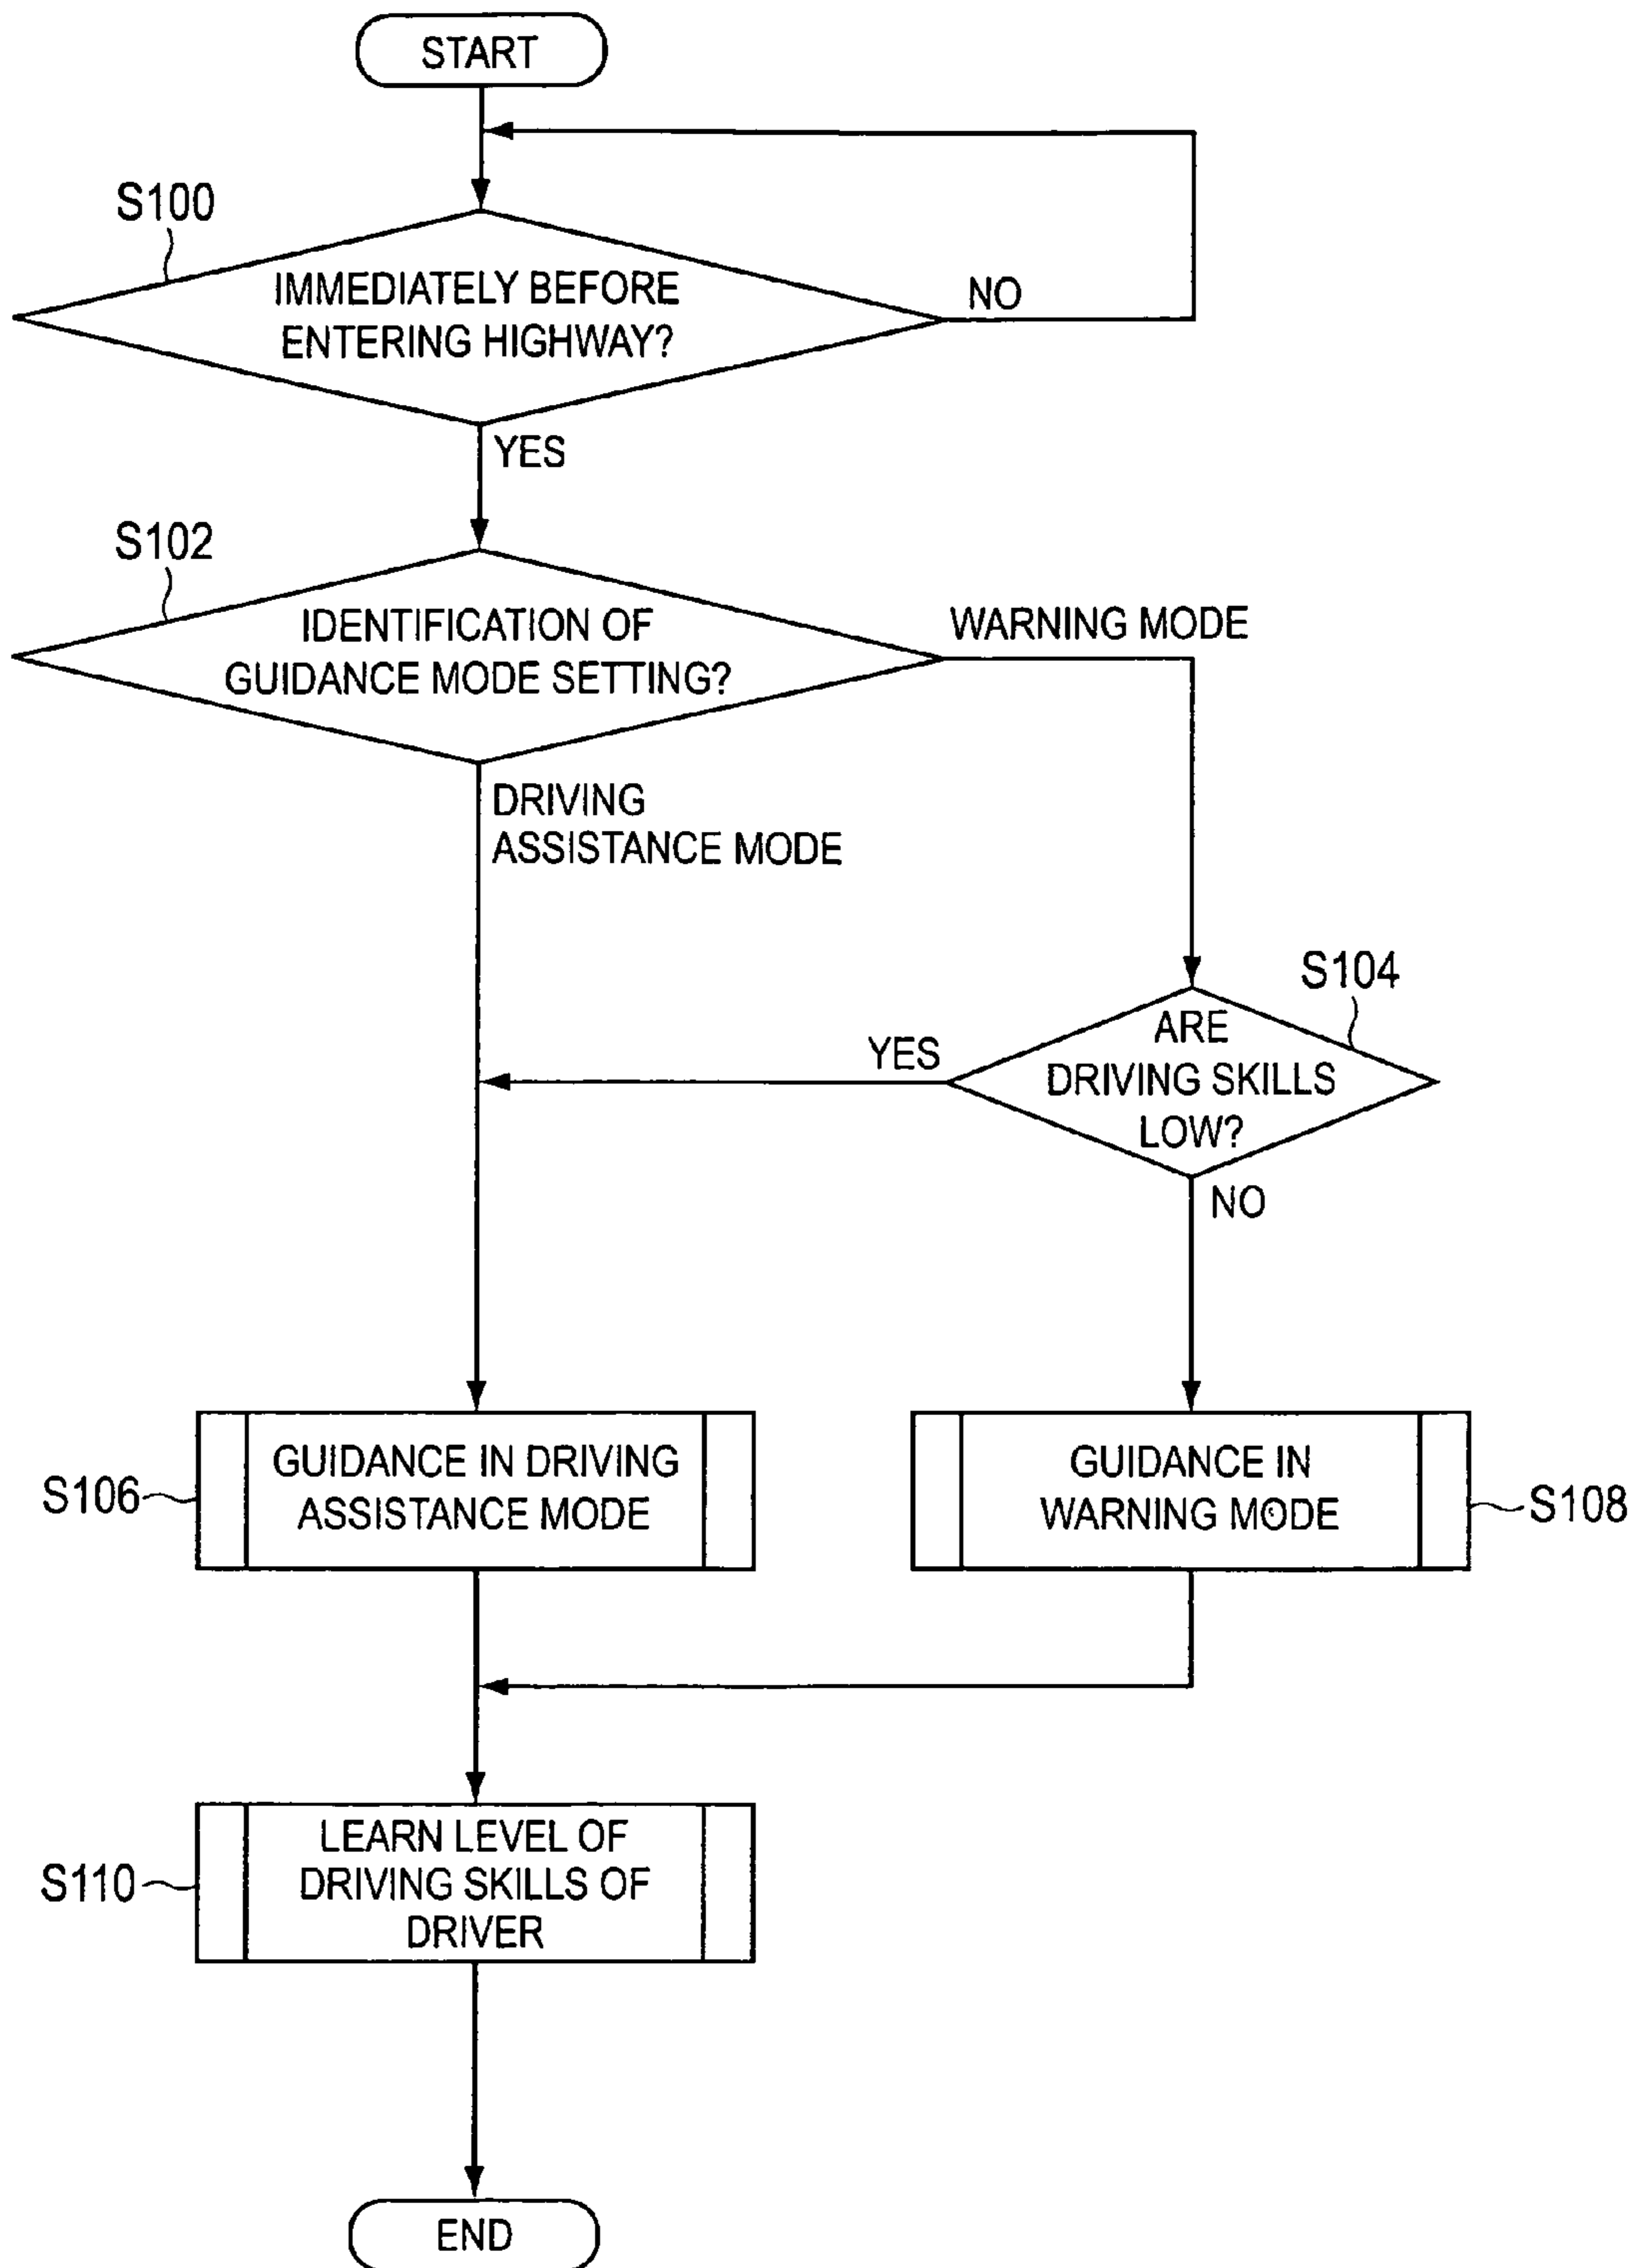 START
S100
IMMEDIATELY BEFORE
ENTERING HIGHWAY?
NO
YES
S102
IDENTIFICATION OF
GUIDANCE MODE SETTING?
WARNING MODE
DRIVING
ASSISTANCE MODE
S104
ARE
DRIVING SKILLS
LOW?
YES
NO
S106
GUIDANCE IN DRIVING
ASSISTANCE MODE
GUIDANCE IN
WARNING MODE
S108
S110
LEARN LEVEL OF
DRIVING SKILLS OF
DRIVER
END